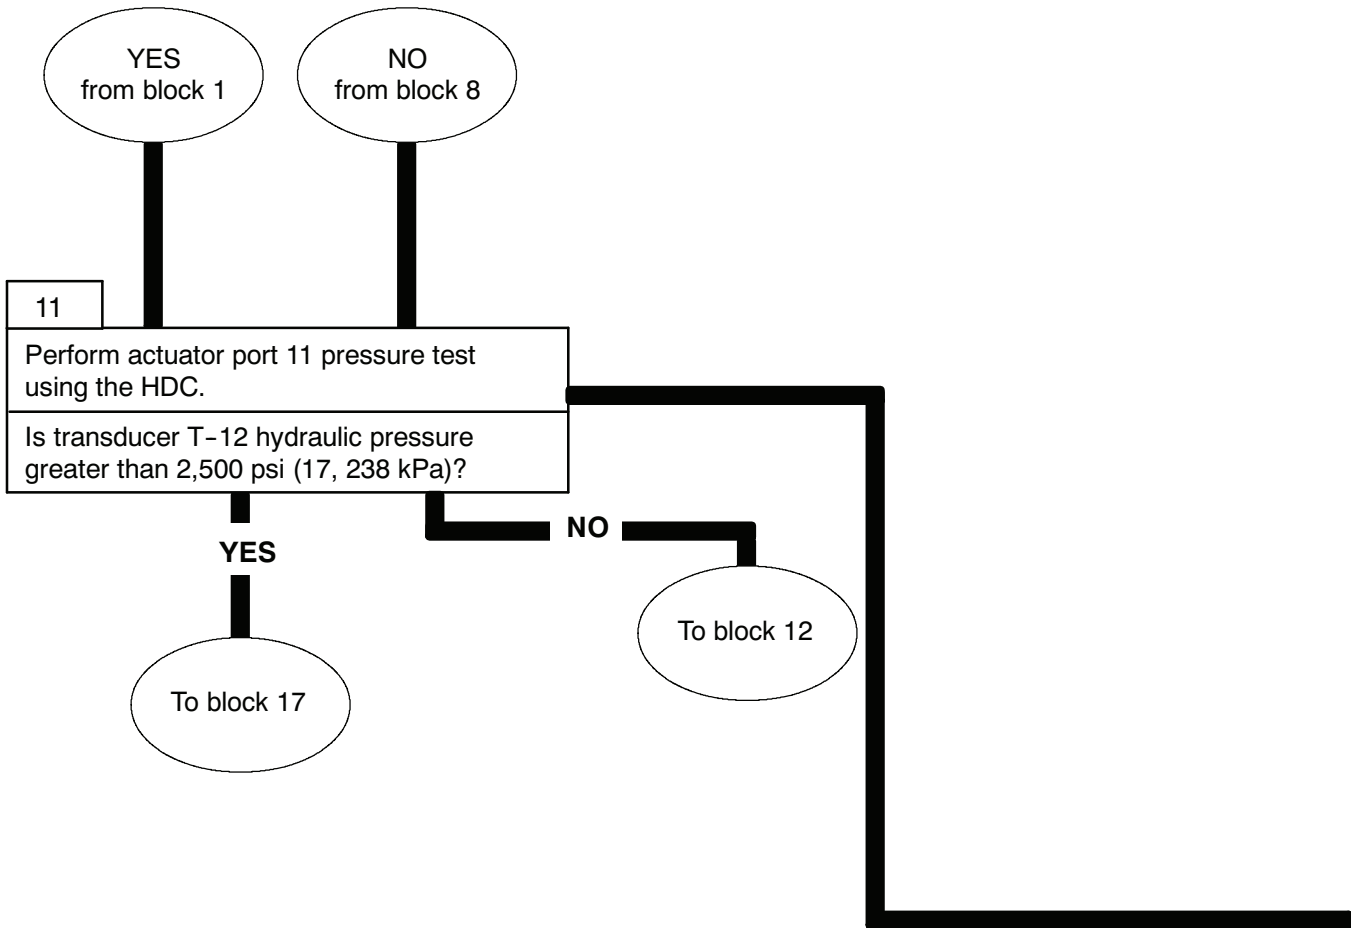 YES
from block 1
NO
from block 8
11
Perform actuator port 11 pressure test
using the HDC.
Is transducer T-12 hydraulic pressure
greater than 2,500 psi (17, 238 kPa)?
YES
NO
To block 12
To block 17